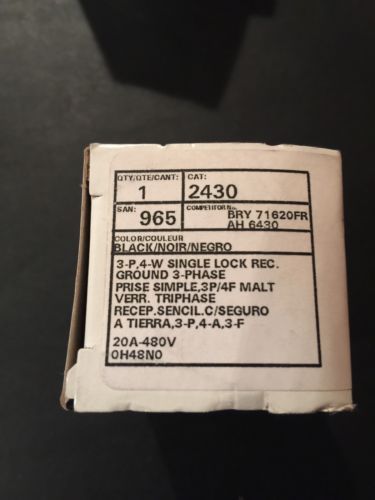 QTY/QTE/CANT:
1
CAT:
2430
SAN:
965
COMPETITOR No.
BRY 71620FR
AH 6430
COLOR/COULEUR
BLACK/NOIR/NEGRO
3-P,4-W SINGLE LOCK REC.
GROUND 3-PHASE
PRISE SIMPLE,3P/4F MALT
VERR. TRIPHASE
RECEP.SENCIL.C/SEGURO
A TIERRA,3-P,4-A,3-F
20A-480V
0H48N0